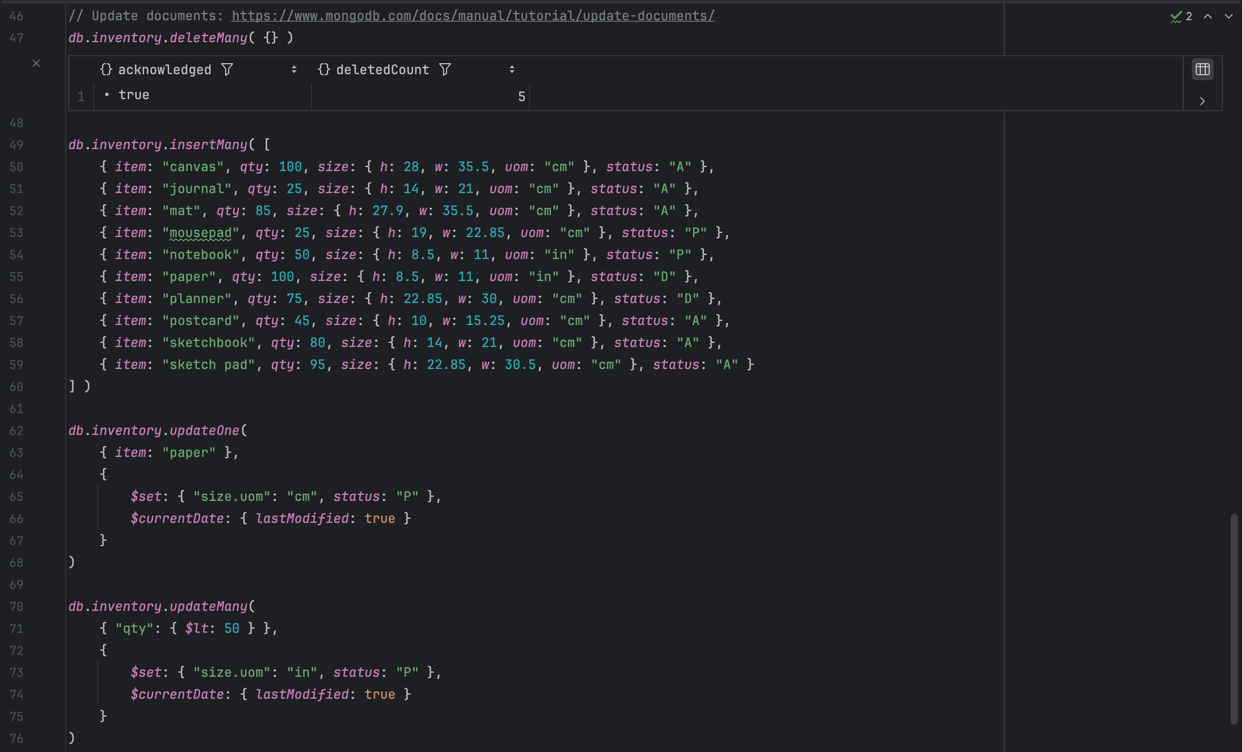 46 // Update documents: https://www.mongodb.com/docs/manual/tutorial/update-documents/
2
47 db.inventory.deleteMany( {} )
{} acknowledged {} deletedCount
1 • true 5
48
49 db.inventory.insertMany( [
50 { item: "canvas", qty: 100, size: { h: 28, w: 35.5, uom: "cm" }, status: "A" },
51 { item: "journal", qty: 25, size: { h: 14, w: 21, uom: "cm" }, status: "A" },
52 { item: "mat", qty: 85, size: { h: 27.9, w: 35.5, uom: "cm" }, status: "A" },
53 { item: "mousepad", qty: 25, size: { h: 19, w: 22.85, uom: "cm" }, status: "P" },
54 { item: "notebook", qty: 50, size: { h: 8.5, w: 11, uom: "in" }, status: "P" },
55 { item: "paper", qty: 100, size: { h: 8.5, w: 11, uom: "in" }, status: "D" },
56 { item: "planner", qty: 75, size: { h: 22.85, w: 30, uom: "cm" }, status: "D" },
57 { item: "postcard", qty: 45, size: { h: 10, w: 15.25, uom: "cm" }, status: "A" },
58 { item: "sketchbook", qty: 80, size: { h: 14, w: 21, uom: "cm" }, status: "A" },
59 { item: "sketch pad", qty: 95, size: { h: 22.85, w: 30.5, uom: "cm" }, status: "A" }
60 ] )
61
62 db.inventory.updateOne(
63 { item: "paper" },
64 {
65 $set: { "size.uom": "cm", status: "P" },
66 $currentDate: { lastModified: true }
67 }
68 )
69
70 db.inventory.updateMany(
71 { "qty": { $lt: 50 } },
72 {
73 $set: { "size.uom": "in", status: "P" },
74 $currentDate: { lastModified: true }
75 }
76 )